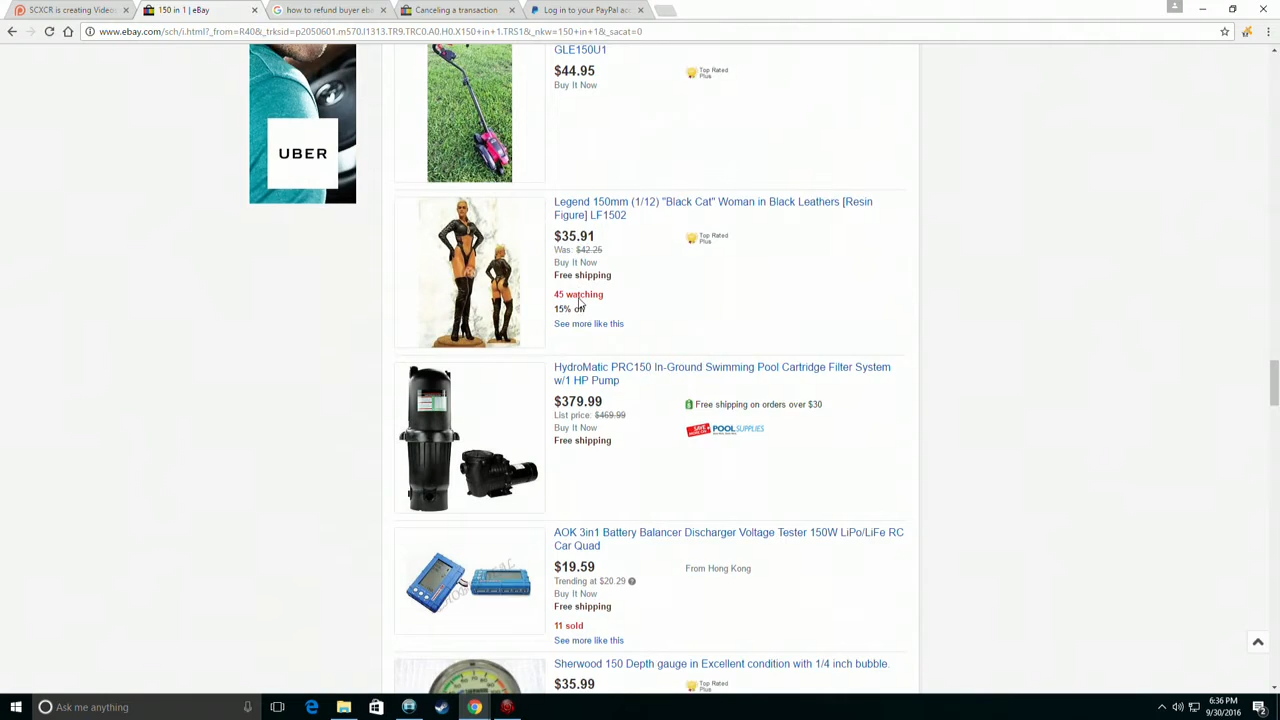 SCXCR is creating Videos
150 in 1 | eBay
how to refund buyer eb
Canceling a transaction
Log in to your PayPal acc
www.ebay.com/sch/i.html?_from=R40&_trksid=p2050601.m570.l1313.TR9.TRC0.A0.H0.X150+in+1.TRS1&_nkw=150+in+1&_sacat=0
GLE150U1
$44.95
Buy It Now
Top Rated
Plus
UBER
Legend 150mm (1/12) "Black Cat" Woman in Black Leathers [Resin
Figure] LF1502
$35.91
Was: $42.25
Buy It Now
Free shipping
Top Rated
Plus
45 watching
15% off
See more like this
HydroMatic PRC150 In-Ground Swimming Pool Cartridge Filter System
w/1 HP Pump
$379.99
List price: $469.99
Buy It Now
Free shipping
Free shipping on orders over $30
POOLSUPPLIES
AOK 3in1 Battery Balancer Discharger Voltage Tester 150W LiPo/LiFe RC
Car Quad
$19.59
Trending at $20.29
Buy It Now
Free shipping
From Hong Kong
11 sold
See more like this
Sherwood 150 Depth gauge in Excellent condition with 1/4 inch bubble.
$35.99
Top Rated
Plus
Ask me anything
6:36 PM
9/30/2016
2